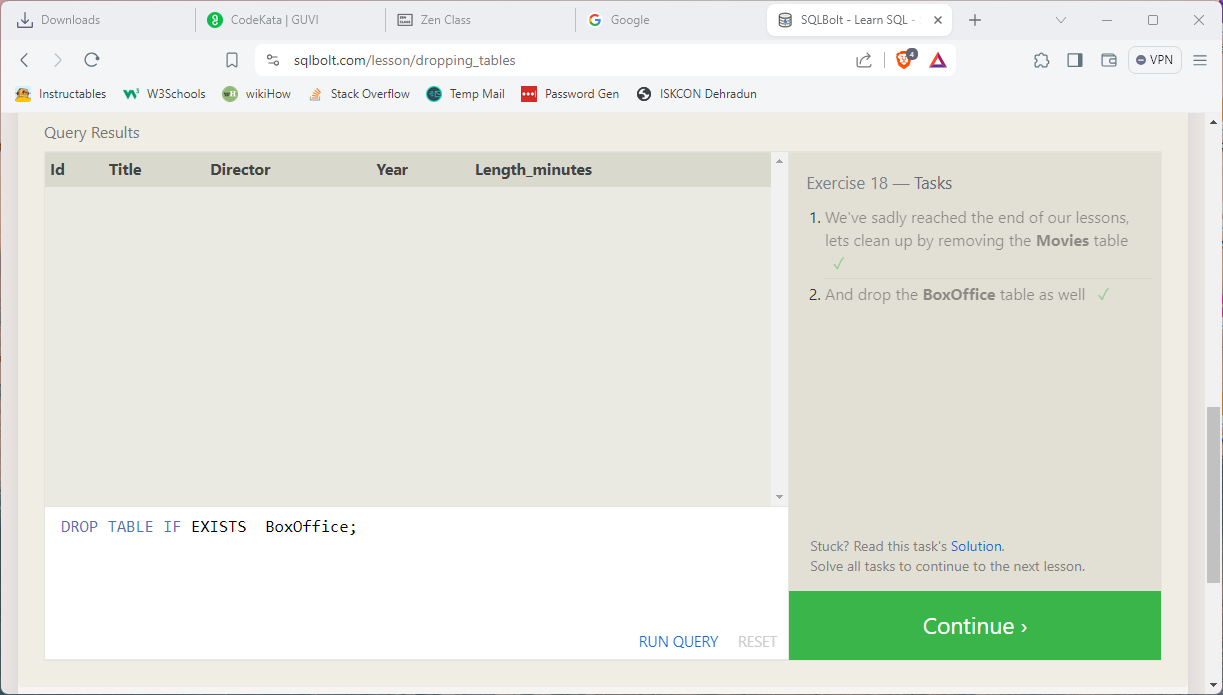 Downloads
CodeKata | GUVI
Zen Class
Google
SQLBolt - Learn SQL -
sqlbolt.com/lesson/dropping_tables
4
VPN
Instructables
W3Schools
wikiHow
Stack Overflow
Temp Mail
Password Gen
ISKCON Dehradun
Query Results
Id Title Director Year Length_minutes
Exercise 18 — Tasks
1. We've sadly reached the end of our lessons,
lets clean up by removing the Movies table
✓
2. And drop the BoxOffice table as well ✓
DROP TABLE IF EXISTS  BoxOffice;
RUN QUERY RESET
Stuck? Read this task's Solution.
Solve all tasks to continue to the next lesson.
Continue ›